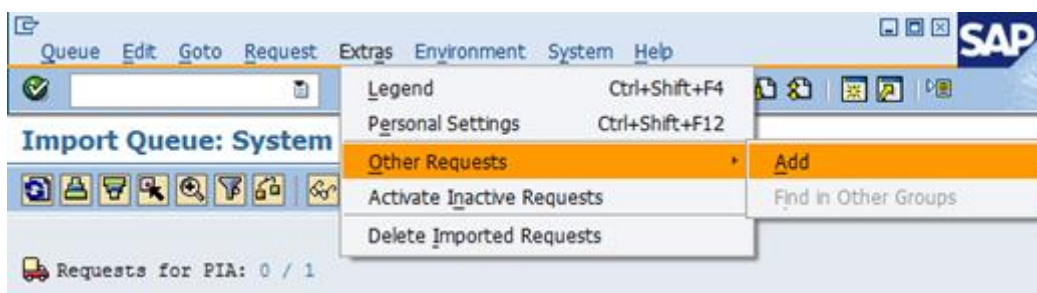 Queue Edit Goto Request Extras Environment System Help
SAP
Legend Ctrl+Shift+F4
Personal Settings Ctrl+Shift+F12
Import Queue: System
Other Requests Add
Activate Inactive Requests Find in Other Groups
Delete Imported Requests
Requests for PIA: 0 / 1